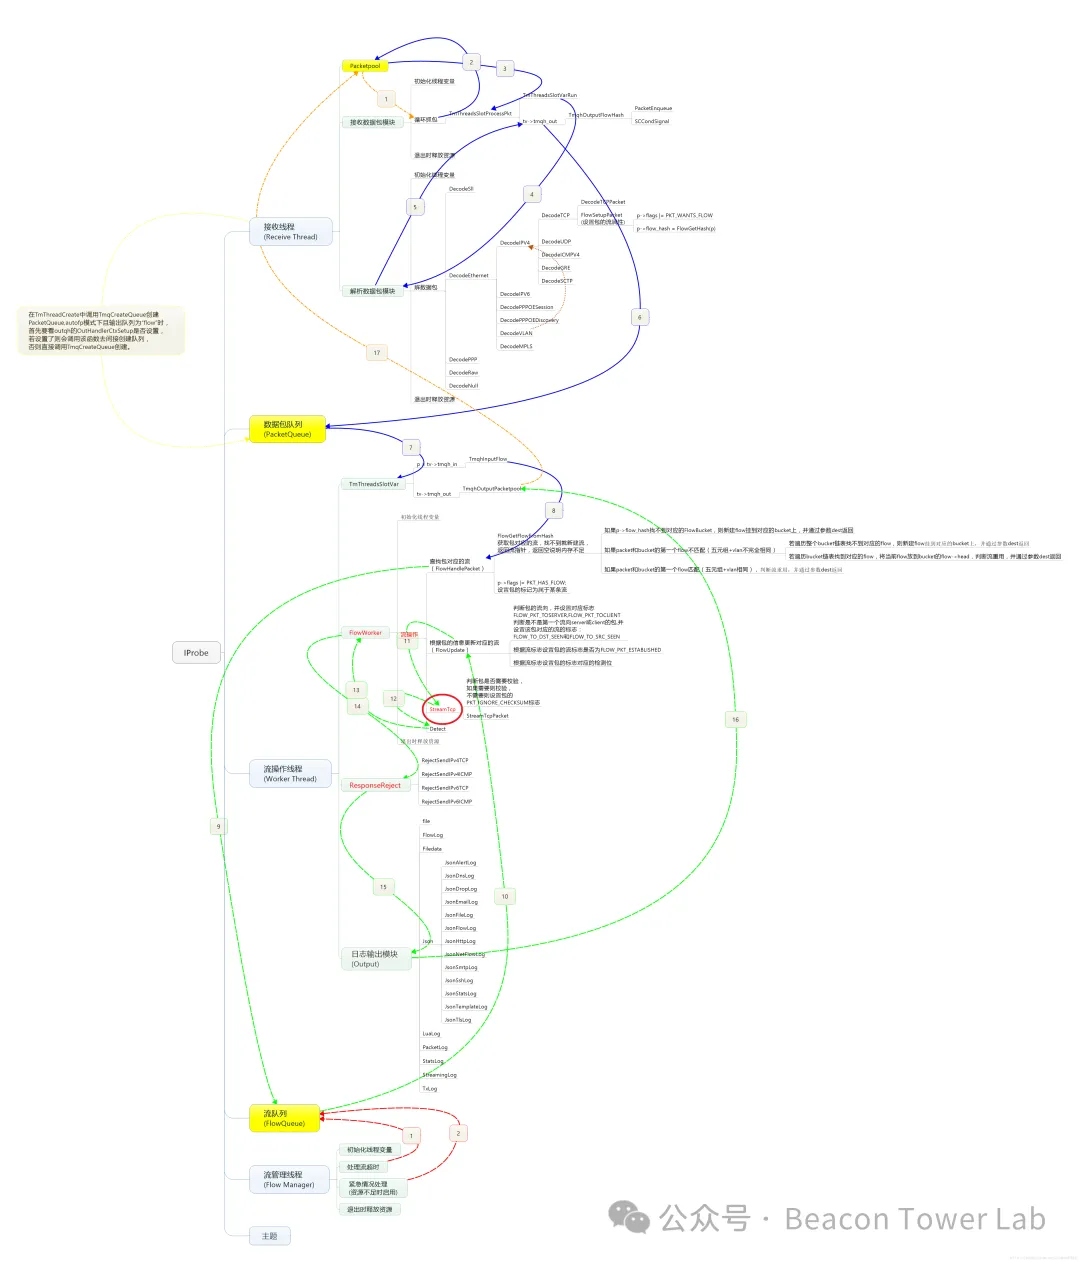 Packetpool
2
3
1
初始化线程变量
TmThreadsSlotVarRun
接收数据包模块
循环抓包
TmThreadsSlotProcessPkt
tv->tmqh_out
TmqhOutputFlowHash
PacketEnqueue
SCCondSignal
退出时释放资源
初始化线程变量
DecodeSll
4
5
DecodeTCPPacket
DecodeTCP
FlowSetupPacket
p->flags |= PKT_WANTS_FLOW
p->flow_hash = FlowGetHash(p)
接收线程
(Receive Thread)
DecodeIPV4
DecodeUDP
DecodeICMPV4
DecodeGRE
DecodeSCTP
DecodeEthernet
解析数据包模块
解数据包
DecodeIPV6
DecodePPPOESession
DecodePPPOEDiscovery
DecodeVLAN
DecodeMPLS
6
在TmThreadCreate中调用TmqCreateQueue创建
PacketQueue,autofp模式下且输出队列为"flow"时，
首先要看outqh的OutHandlerCtxSetup是否设置，
若设置了则会调用该函数去间接创建队列，
否则直接调用TmqCreateQueue创建。
17
DecodePPP
DecodeRaw
DecodeNull
退出时释放资源
数据包队列
(PacketQueue)
7
p = tv->tmqh_in
TmqhInputFlow
TmThreadsSlotVar
tv->tmqh_out
TmqhOutputPacketpool
8
初始化线程变量
FlowGetFlowFromHash
获取包对应的流，找不到就新建流，
返回流指针，返回空说明内存不足
如果p->flow_hash找不到对应的FlowBucket，则新建flow挂到对应的bucket上，并通过参数dest返回
如果packet和bucket的第一个flow不匹配（五元组+vlan不完全相同）
若遍历整个bucket链表找不到对应的flow，则新建flow挂到对应的bucket上，并通过参数dest返回
若遍历bucket链表找到对应的flow，将当前flow放到bucket的flow->head，判断流重用，并通过参数dest返回
如果packet和bucket的第一个flow匹配（五元组+vlan相同），判断流重用，并通过参数dest返回
查找包对应的流
（FlowHandlePacket）
p->flags |= PKT_HAS_FLOW;
设置包的标记为属于某条流
FlowWorker
流操作
11
根据包的信息更新对应的流
（FlowUpdate）
FLOW_PKT_TOSERVER,FLOW_PKT_TOCLIENT
判断是不是第一个流向server或client的包,并
设置该包对应的流的标志：
FLOW_TO_DST_SEEN和FLOW_TO_SRC_SEEN
根据流标志设置包的流标志是否为FLOW_PKT_ESTABLISHED
根据流标志设置包的标志对应的检测位
IProbe
13
14
12
StreamTcp
判断包是否需要校验，
如果需要则校验，
不需要则设置包的
PKT_IGNORE_CHECKSUM标志
StreamTcpPacket
Detect
退出时释放资源
16
流操作线程
(Worker Thread)
ResponseReject
RejectSendIPv4TCP
RejectSendIPv4ICMP
RejectSendIPv6TCP
RejectSendIPv6ICMP
9
file
FlowLog
Filedata
15
10
JsonAlertLog
JsonDnsLog
JsonDropLog
JsonEmailLog
JsonFileLog
JsonFlowLog
json
JsonHttpLog
JsonNetFlowLog
JsonSmtpLog
JsonSshLog
JsonStatsLog
JsonTemplateLog
JsonTlsLog
日志输出模块
(Output)
LuaLog
PacketLog
StatsLog
StreamingLog
TxLog
流队列
(FlowQueue)
1
2
初始化线程变量
处理流超时
流管理线程
(Flow Manager)
紧急情况处理
(资源不足时启用)
退出时释放资源
主题
公众号 · Beacon Tower Lab